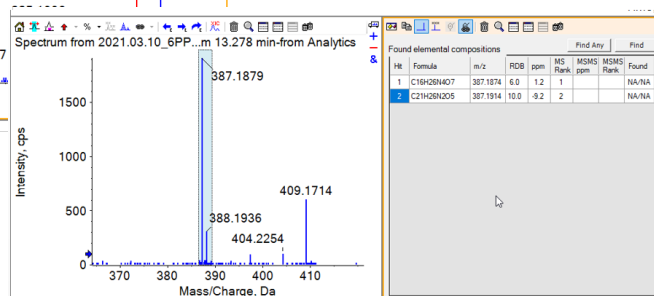 Spectrum from 2021.03.10_6PP...m 13.278 min-from Analytics
Intensity, cps
1500
1000
500
0
387.1879
388.1936
404.2254
409.1714
370 380 390 400 410
Mass/Charge, Da
Found elemental compositions
Find Any Find
Hit Formula m/z RDB ppm MS Rank MSMS ppm MSMS Rank Found
1 C16H26N4O7 387.1874 6.0 1.2 1 NA/NA
2 C21H26N2O5 387.1914 10.0 -9.2 2 NA/NA